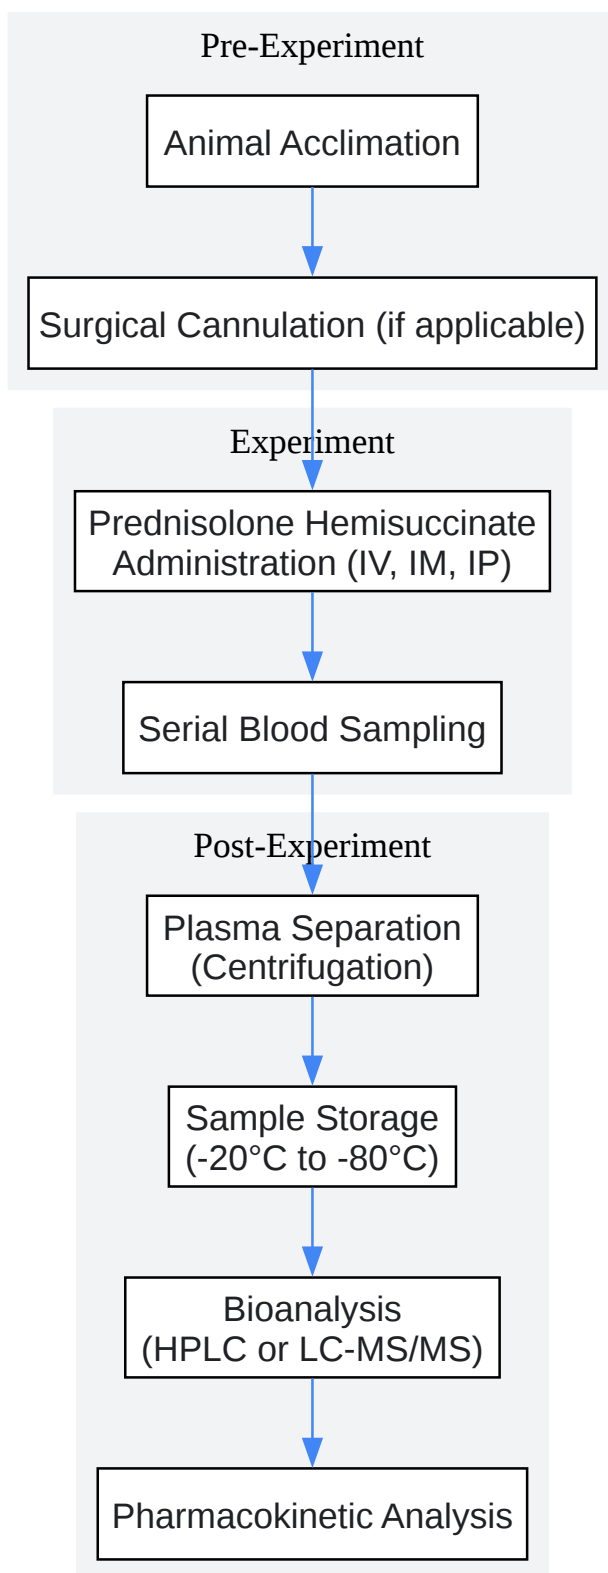 Pre-Experiment
Animal Acclimation
Surgical Cannulation (if applicable)
Experiment
Prednisolone Hemisuccinate
Administration (IV, IM, IP)
Serial Blood Sampling
Post-Experiment
Plasma Separation
(Centrifugation)
Sample Storage
(-20°C to -80°C)
Bioanalysis
(HPLC or LC-MS/MS)
Pharmacokinetic Analysis